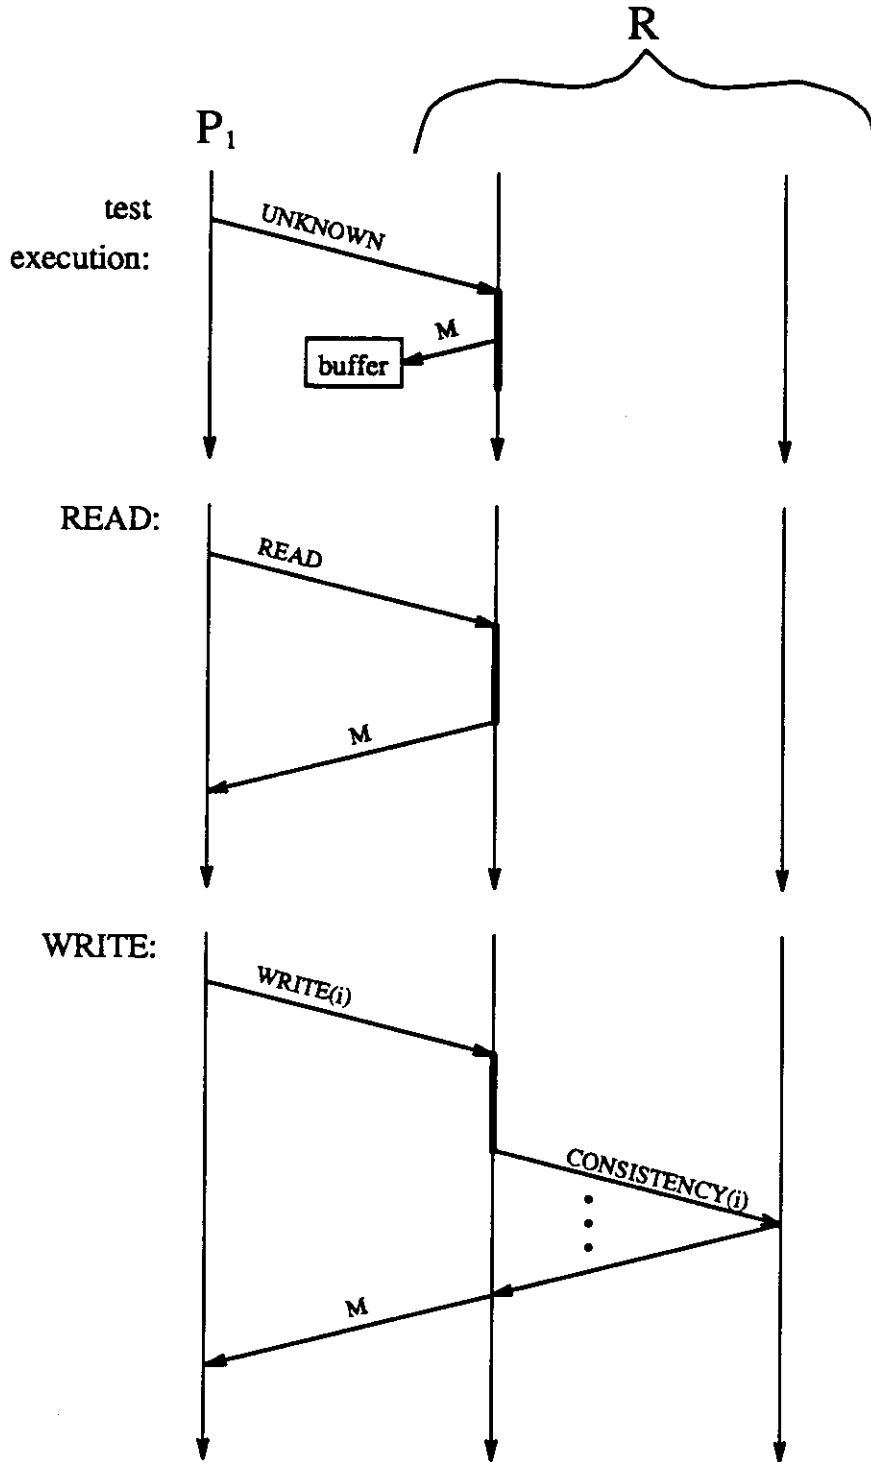 R
P1
test
execution:
UNKNOWN
M
buffer
READ:
READ
M
WRITE:
WRITE(i)
CONSISTENCY(i)
M